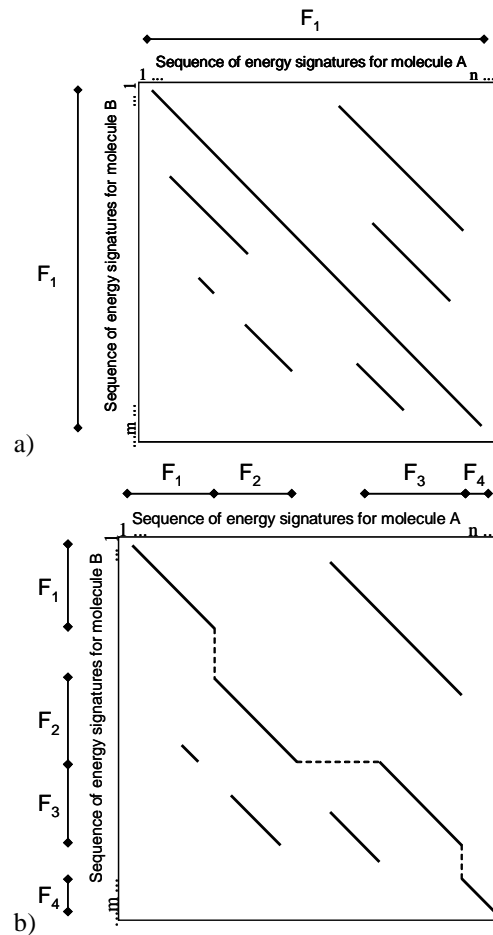 F1
Sequence of energy signatures for molecule A
1 ... n ...
Sequence of energy signatures for molecule B
1 ...
m ...
F1
a)
F1 F2 F3 F4
Sequence of energy signatures for molecule A
1 ... n ...
Sequence of energy signatures for molecule B
1 ...
m ...
F1
F2
F3
F4
b)